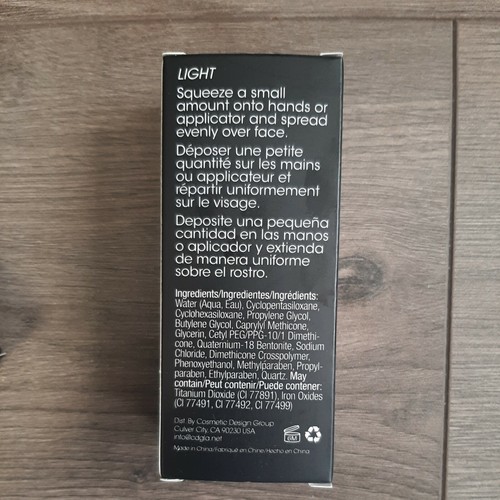 LIGHT
Squeeze a small
amount onto hands or
applicator and spread
evenly over face.
Déposer une petite
quantité sur les mains
ou applicateur et
répartir uniformement
sur le visage.
Deposite una pequeña
cantidad en las manos
o aplicador y extienda
de manera uniforme
sobre el rostro.
Ingredients/Ingredientes/Ingrédients:
Water (Aqua, Eau), Cyclopentasiloxane,
Cyclohexasiloxane, Propylene Glycol,
Butylene Glycol, Caprylyl Methicone,
Glycerin, Cetyl PEG/PPG-10/1 Dimethi-
cone, Quaternium-18 Bentonite, Sodium
Chloride, Dimethicone Crosspolymer,
Phenoxyethanol, Methylparaben, Propyl-
paraben, Ethylparaben, Quartz. May
contain/Peut contenir/Puede contener:
Titanium Dioxide (CI 77891), Iron Oxides
(CI 77491, CI 77492, CI 77499)
Dist. By Cosmetic Design Group
Culver City, CA 90230 USA
info@cdgla.net
Made in China/Fabriqué en Chine/Hecho en China